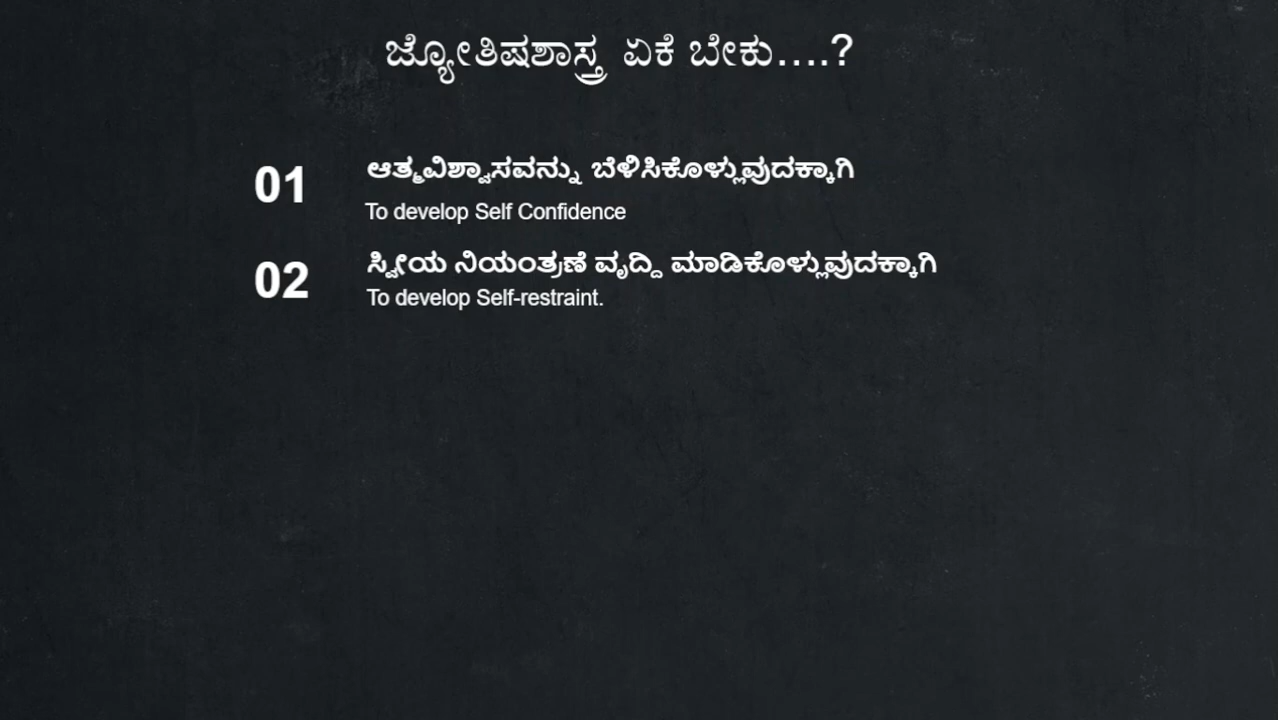 ಜ್ಯೋತಿಷಶಾಸ್ತ್ರ ಏಕೆ ಬೇಕು....?
01
ಆತ್ಮವಿಶ್ವಾಸವನ್ನು ಬೆಳೆಸಿಕೊಳ್ಳುವುದಕ್ಕಾಗಿ
To develop Self Confidence
02
ಸ್ವೀಯ ನಿಯಂತ್ರಣೆ ವೃದ್ದಿ ಮಾಡಿಕೊಳ್ಳುವುದಕ್ಕಾಗಿ
To develop Self-restraint.